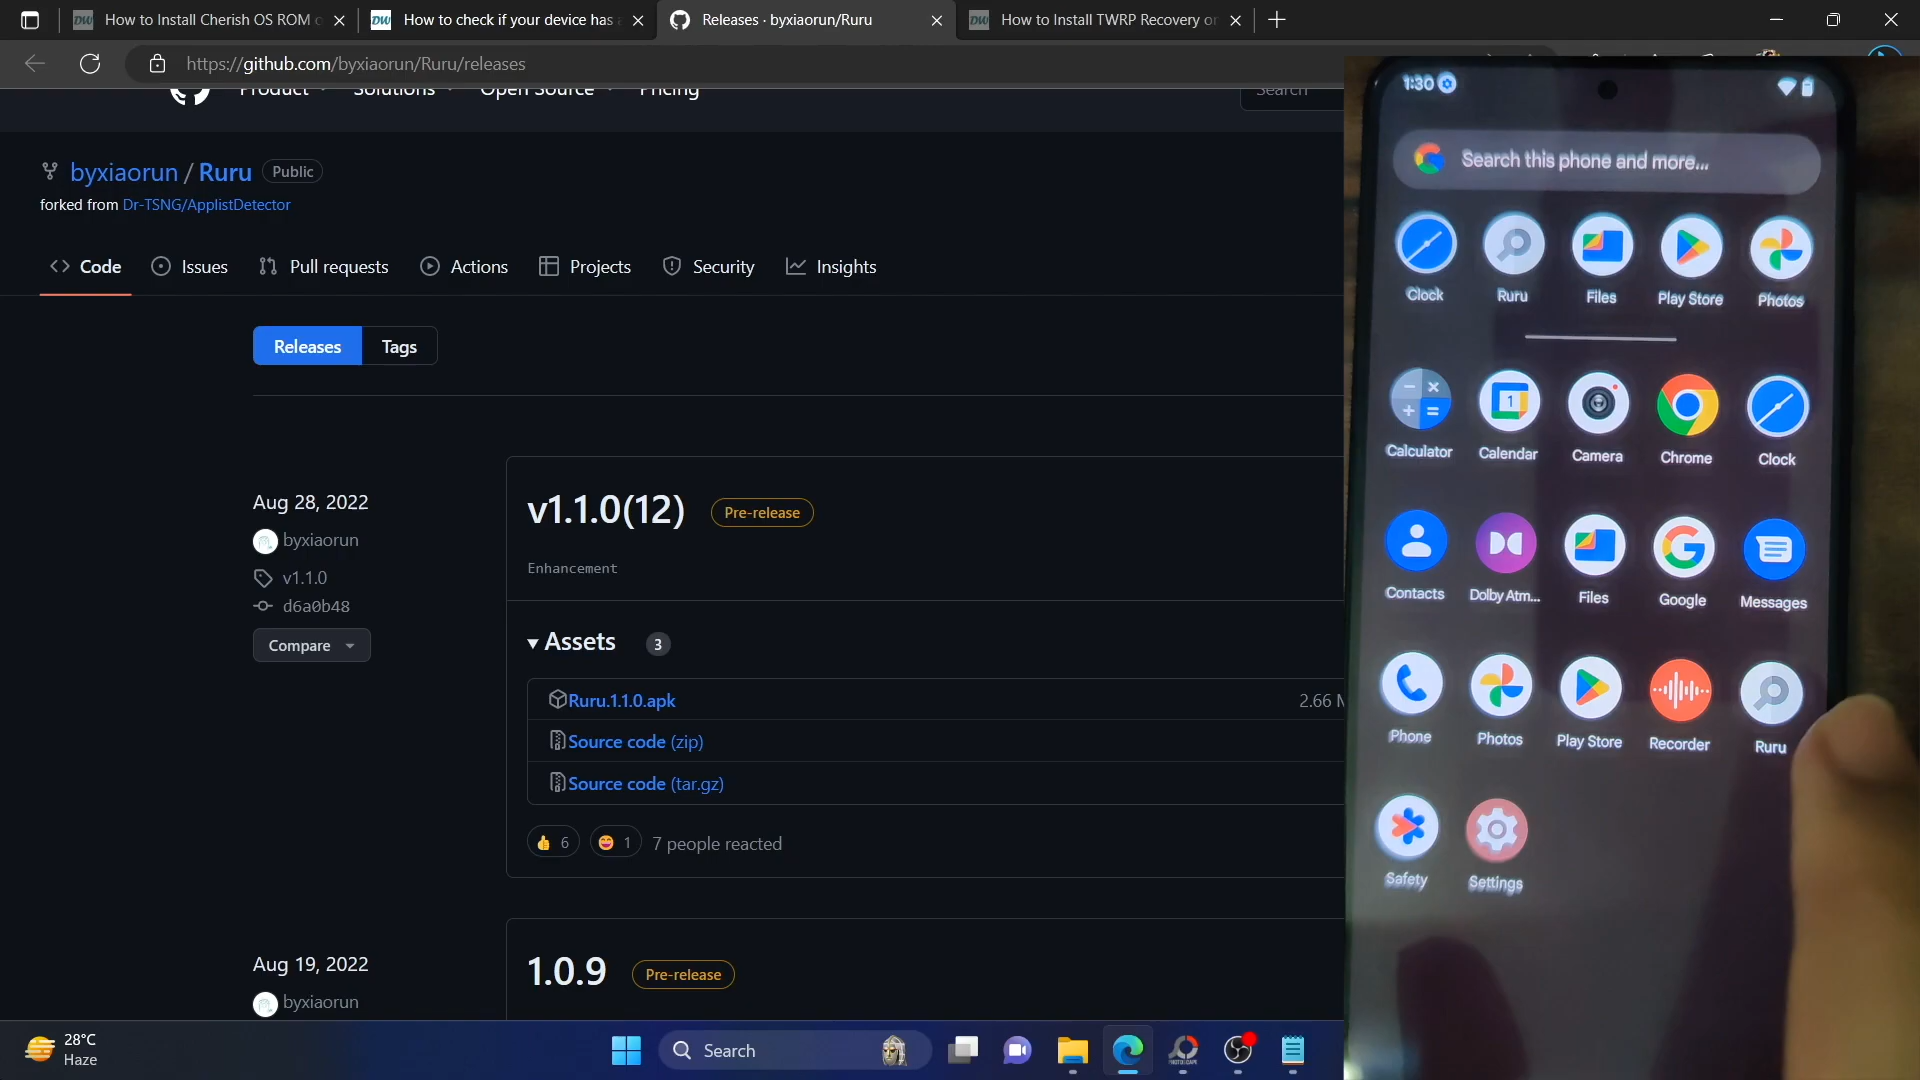 How to Install Cherish OS ROM o
How to check if your device has a
Releases · byxiaorun/Ruru
How to Install TWRP Recovery or
https://github.com/byxiaorun/Ruru/releases
Product
Solutions
Open Source
Pricing
Search
byxiaorun / Ruru
Public
forked from Dr-TSNG/ApplistDetector
Code
Issues
Pull requests
Actions
Projects
Security
Insights
Releases
Tags
Aug 28, 2022
byxiaorun
v1.1.0
d6a0b48
Compare
v1.1.0(12)
Pre-release
Enhancement
Assets 3
Ruru.1.1.0.apk
2.66 M
Source code (zip)
Source code (tar.gz)
6
1
7 people reacted
Aug 19, 2022
byxiaorun
1.0.9
Pre-release
28°C
Haze
Search
1:30
Search this phone and more...
Clock
Ruru
Files
Play Store
Photos
Calculator
Calendar
Camera
Chrome
Clock
Contacts
Dolby Atm...
Files
Google
Messages
Phone
Photos
Play Store
Recorder
Ruru
Safety
Settings